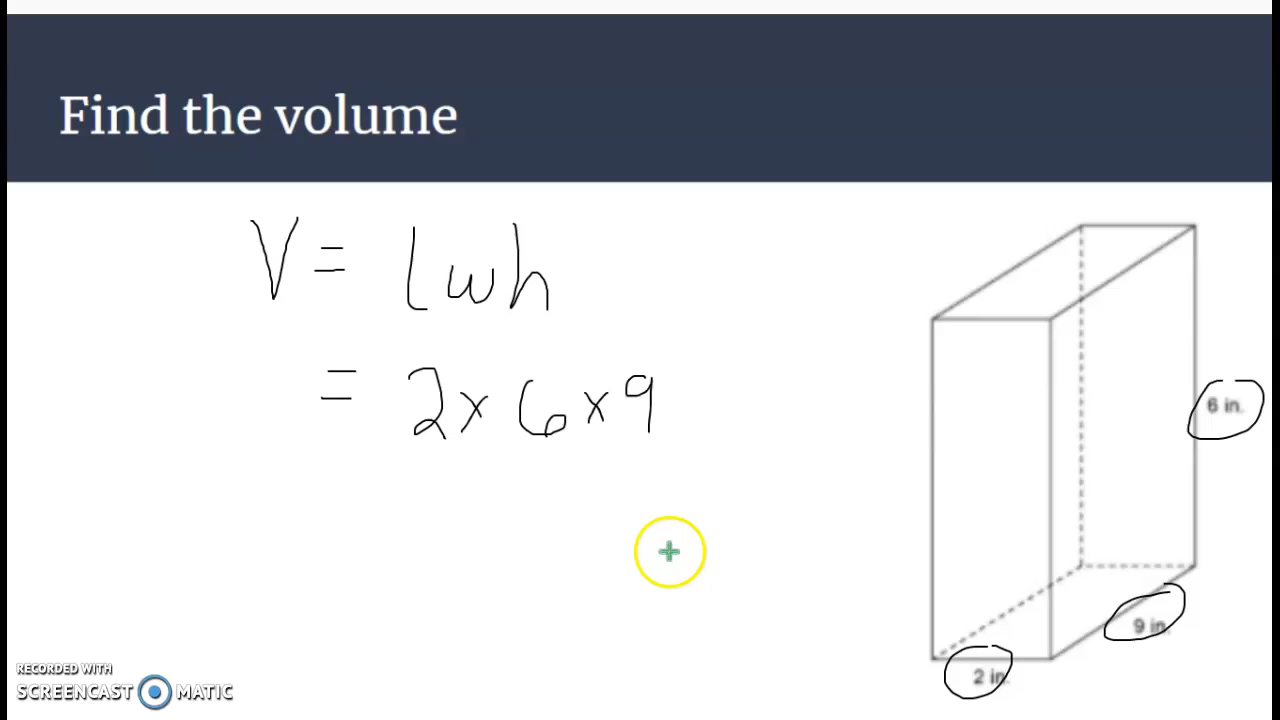 Find the volume
V = lwh
= 2 x 6 x 9
6 in.
9 in.
2 in.
RECORDED WITH
SCREENCAST MATIC